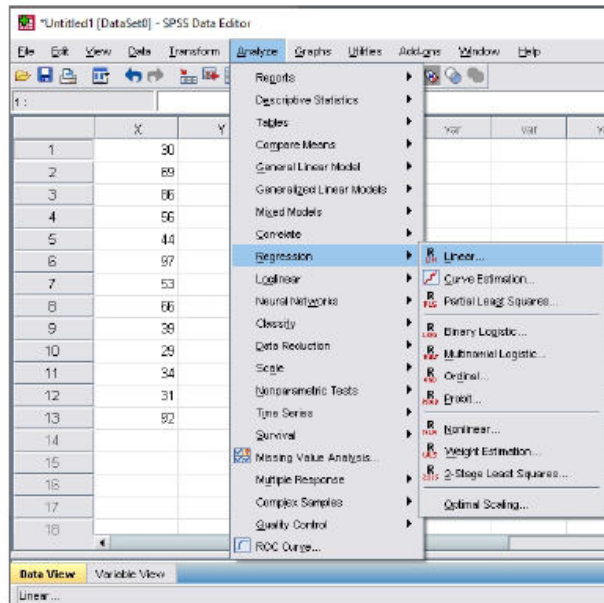 *Untitled1 [DataSet0] - SPSS Data Editor
File Edit View Data Transform Analyze Graphs Utilities Add-ons Window Help
1 :
X Y var var
1 30
2 69
3 66
4 56
5 44
6 97
7 53
8 66
9 39
10 29
11 34
12 31
13 92
14
15
16
17
18
Reports
Descriptive Statistics
Tables
Compare Means
General Linear Model
Generalized Linear Models
Mixed Models
Correlate
Regression
Loglinear
Neural Networks
Classify
Data Reduction
Scale
Nonparametric Tests
Time Series
Survival
Missing Value Analysis...
Multiple Response
Complex Samples
Quality Control
ROC Curve...
Linear...
Curve Estimation...
Partial Least Squares...
Binary Logistic...
Multinomial Logistic...
Ordinal...
Probit...
Nonlinear...
Weight Estimation...
2-Stage Least Squares...
Optimal Scaling...
Data View Variable View
Linear...